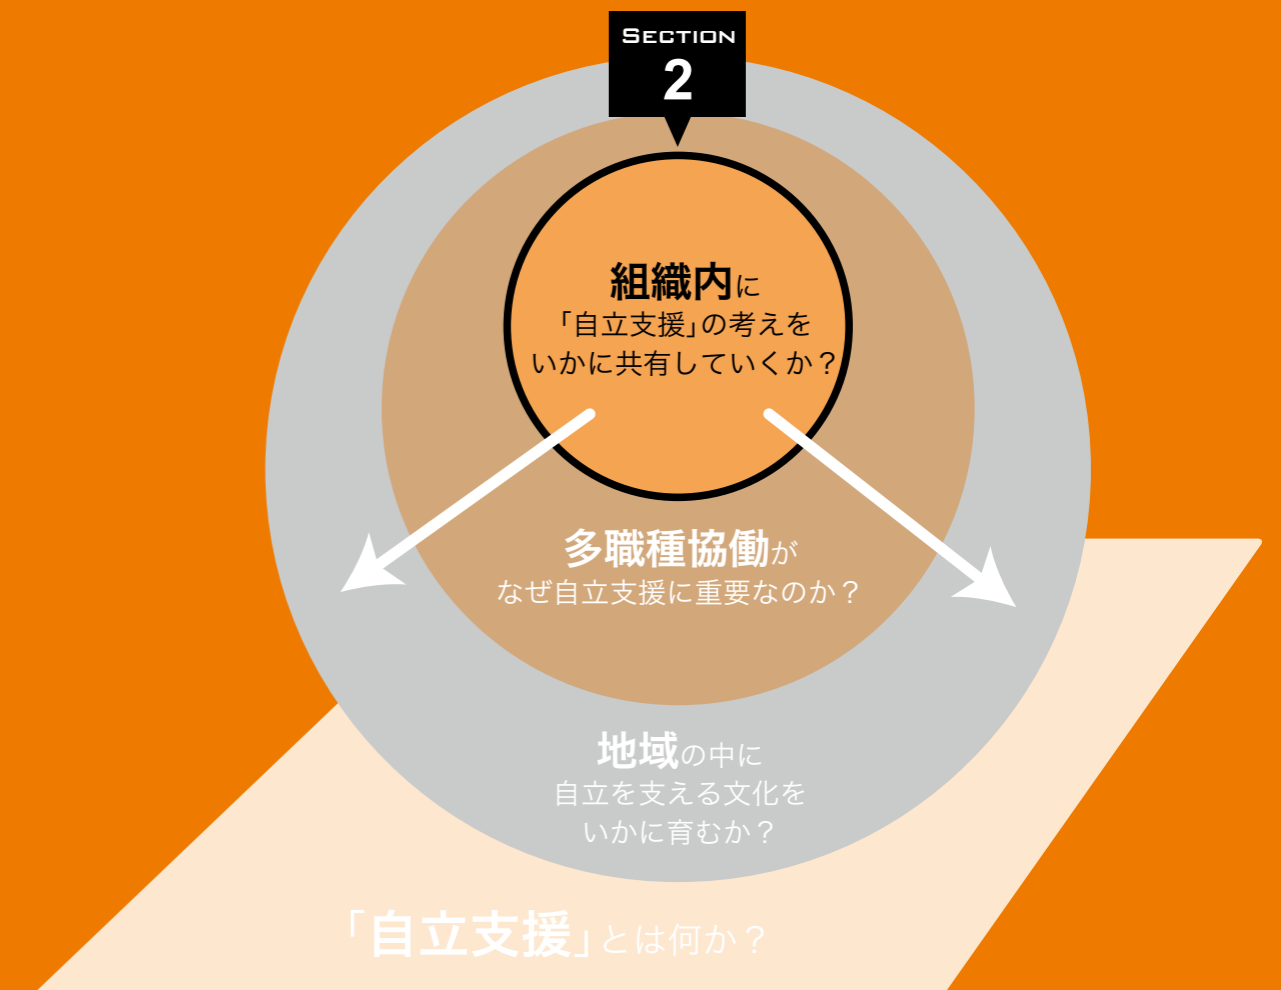 SECTION
2
組織内に
「自立支援」の考えを
いかに共有していくか？
多職種協働が
なぜ自立支援に重要なのか？
地域の中に
自立を支える文化を
いかに育むか？
「自立支援」とは何か？